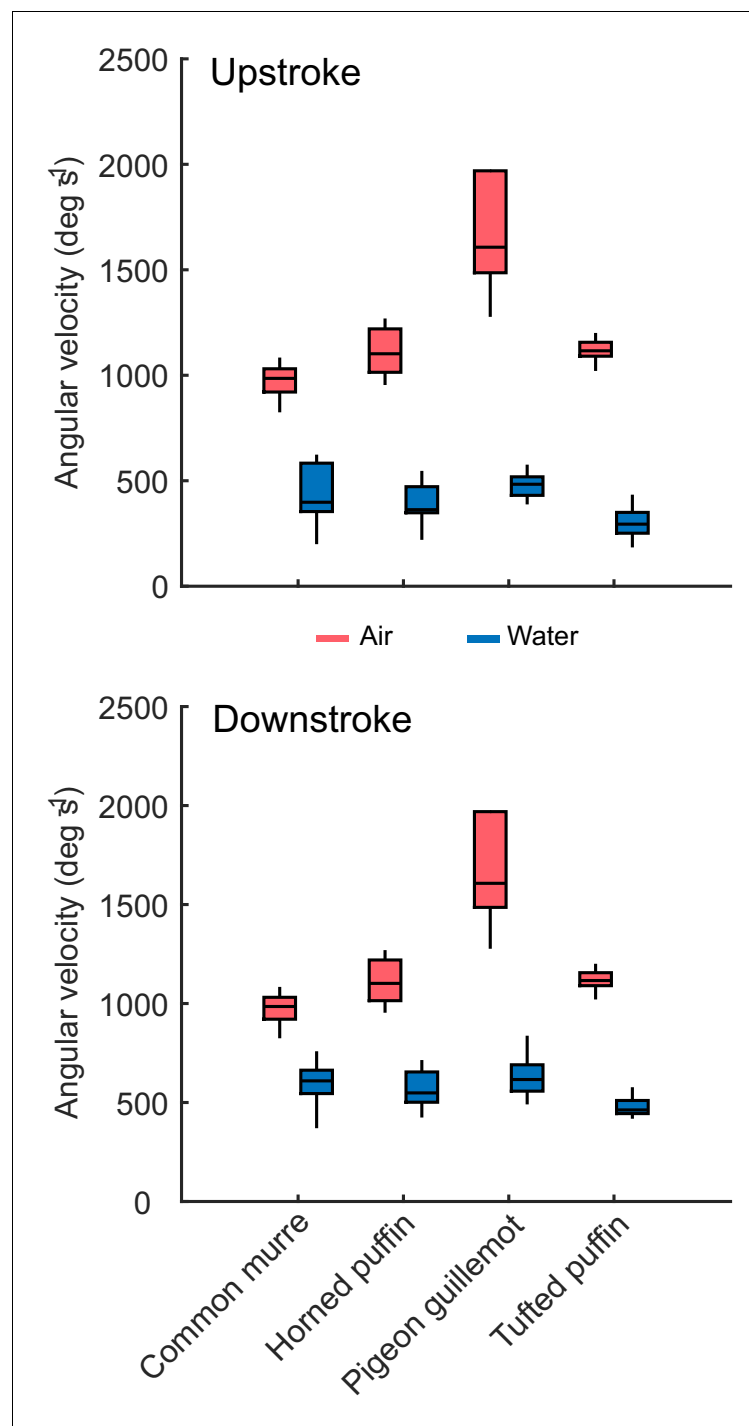 Upstroke
Angular velocity (deg s⁻¹)
2500
2000
1500
1000
500
0
Air Water
Downstroke
Angular velocity (deg s⁻¹)
2500
2000
1500
1000
500
0
Common murre
Horned puffin
Pigeon guillemot
Tufted puffin